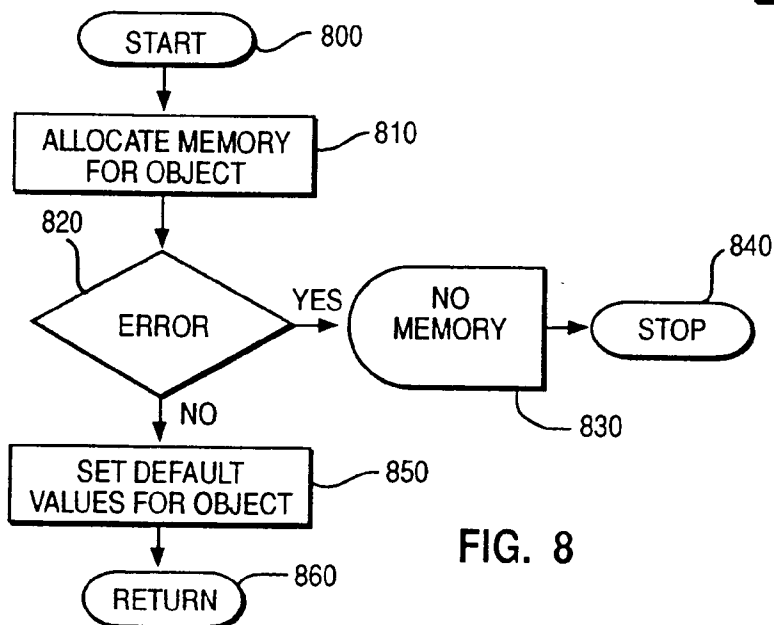 START
800
ALLOCATE MEMORY
FOR OBJECT
810
820
ERROR
YES
NO
MEMORY
830
840
STOP
NO
SET DEFAULT
VALUES FOR OBJECT
850
RETURN
860
FIG. 8